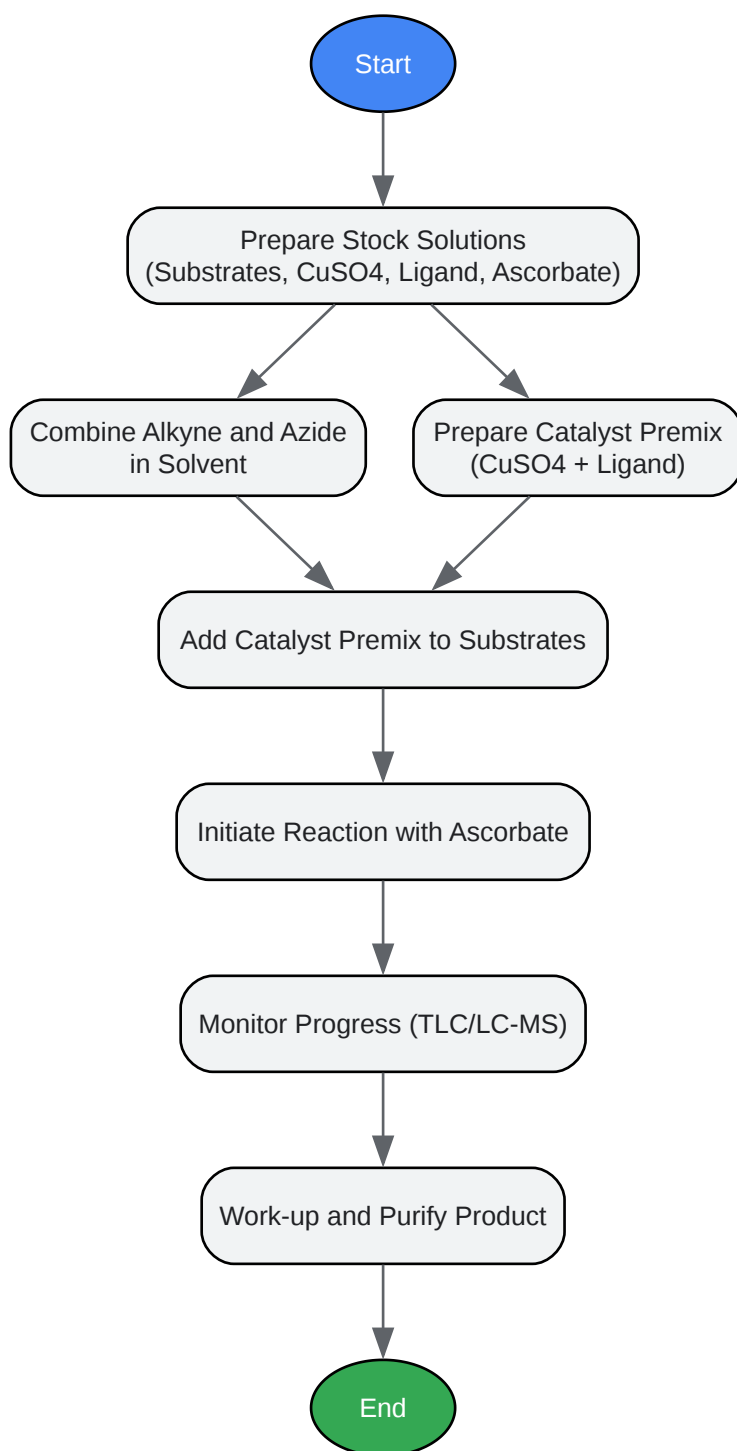 Start
Prepare Stock Solutions
(Substrates, CuSO4, Ligand, Ascorbate)
Combine Alkyne and Azide
in Solvent
Prepare Catalyst Premix
(CuSO4 + Ligand)
Add Catalyst Premix to Substrates
Initiate Reaction with Ascorbate
Monitor Progress (TLC/LC-MS)
Work-up and Purify Product
End